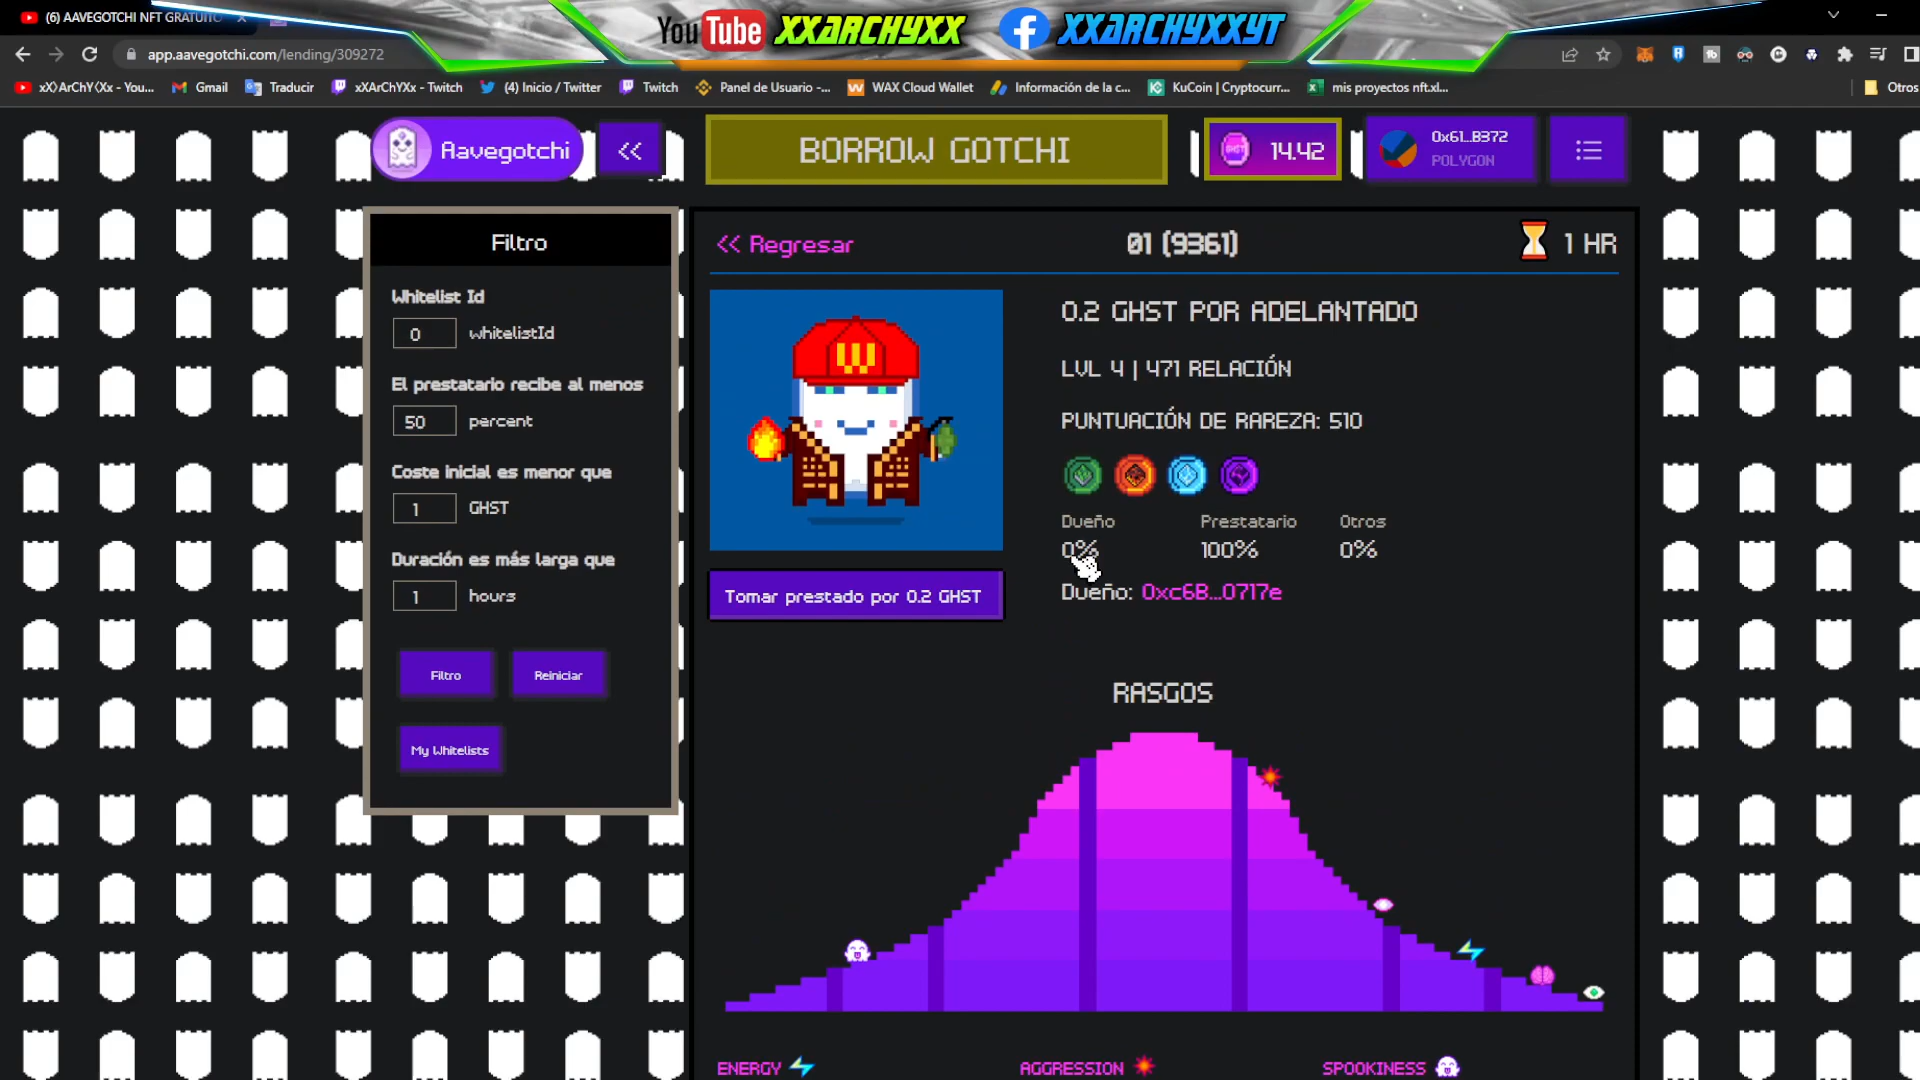 (6) AAVEGOTCHI NFT GRATUITO
YouTube XXARCHYXX XXARCHYXXYT
app.aavegotchi.com/lending/309272
xX)ArChY(Xx - You... Gmail Traducir xXArChYXx - Twitch (4) Inicio / Twitter Twitch Panel de Usuario -... WAX Cloud Wallet Información de la c... KuCoin | Cryptocurr... mis proyectos nft.xl... Otros
Aavegotchi << BORROW GOTCHI 14.42 0x61...B372
POLYGON
Filtro
Whitelist Id
0 whitelistId
El prestatario recibe al menos
50 percent
Coste inicial es menor que
1 GHST
Duración es más larga que
1 hours
Filtro Reiniciar
My Whitelists
<< Regresar 01 (9361) 1 HR
W
0.2 GHST POR ADELANTADO
LVL 4 | 471 RELACIÓN
PUNTUACIÓN DE RAREZA: 510
Dueño Prestatario Otros
0% 100% 0%
Dueño: 0xc6B...0717e
Tomar prestado por 0.2 GHST
RASGOS
ENERGY AGGRESSION SPOOKINESS